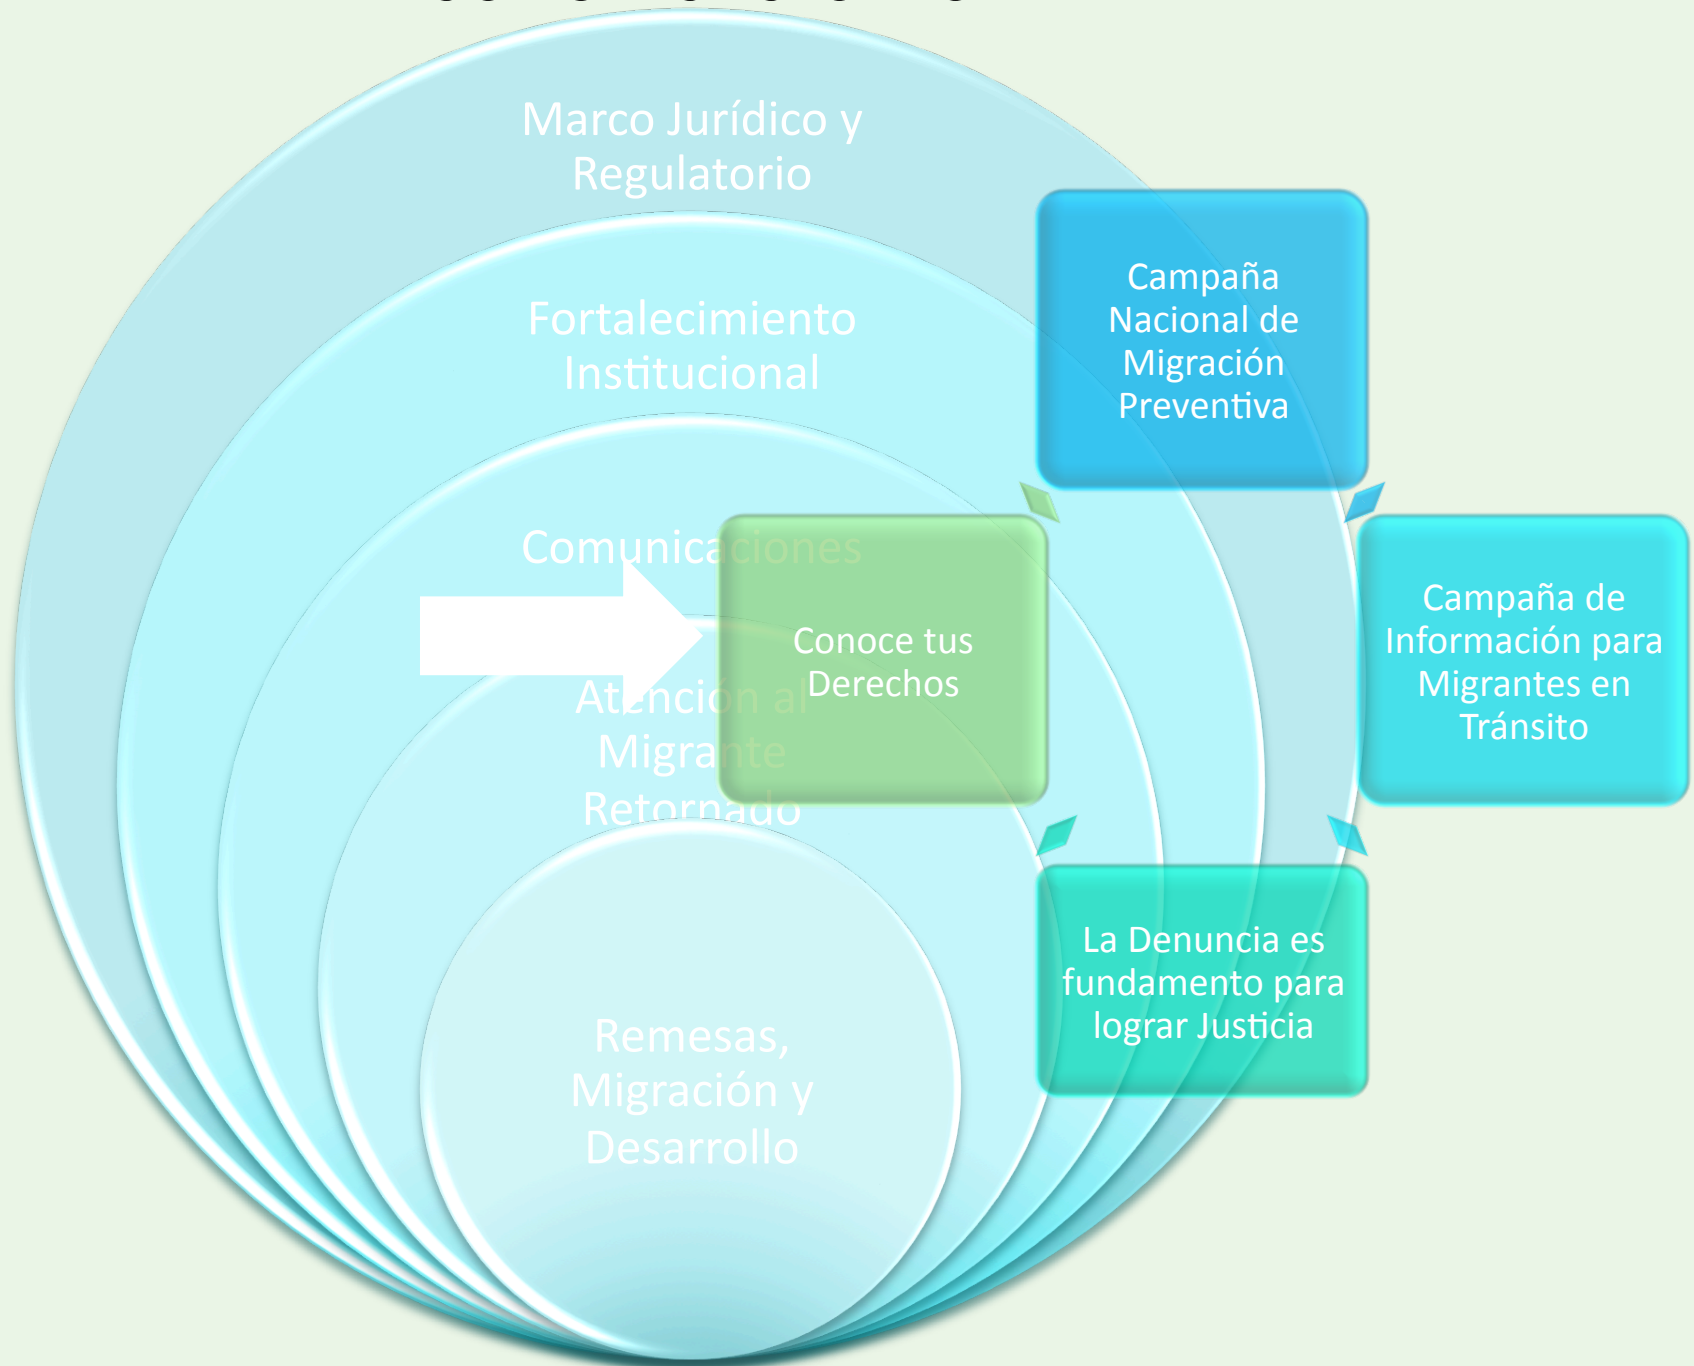 Marco Jurídico y
Regulatorio
Fortalecimiento
Institucional
Comunicaciones
Atención al
Migrante
Retornado
Remesas,
Migración y
Desarrollo
Campaña
Nacional de
Migración
Preventiva
Campaña de
Información para
Migrantes en
Tránsito
La Denuncia es
fundamento para
lograr Justicia
Conoce tus
Derechos